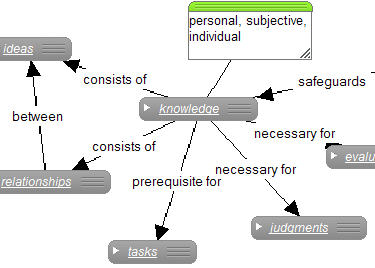 personal, subjective,
individual
ideas
consists of
safeguards
knowledge
between
necessary for
consists of
evalu
relationships
prerequisite for
necessary for
judgments
tasks